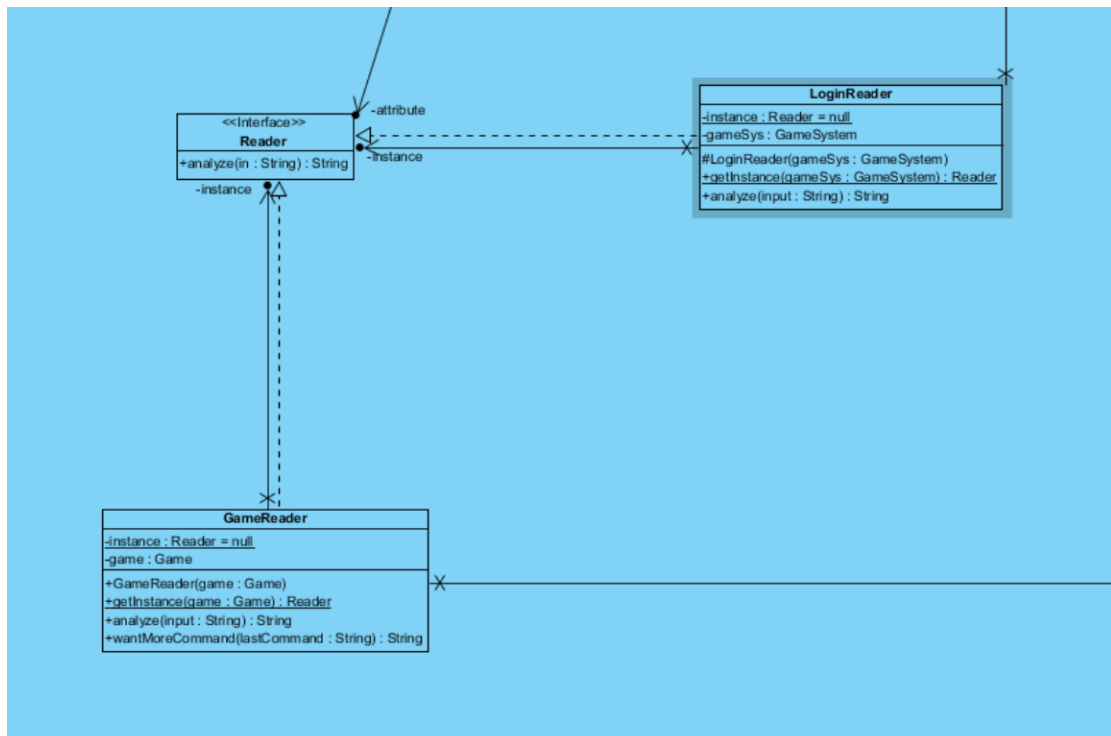 -attribute
<<Interface>>
Reader
+analyze(in : String) : String
-instance
-instance
LoginReader
-instance : Reader = null
-gameSys : GameSystem
#LoginReader(gameSys : GameSystem)
+getInstance(gameSys : GameSystem) : Reader
+analyze(input : String) : String
GameReader
-instance : Reader = null
-game : Game
+GameReader(game : Game)
+getInstance(game : Game) : Reader
+analyze(input : String) : String
+wantMoreCommand(lastCommand : String) : String